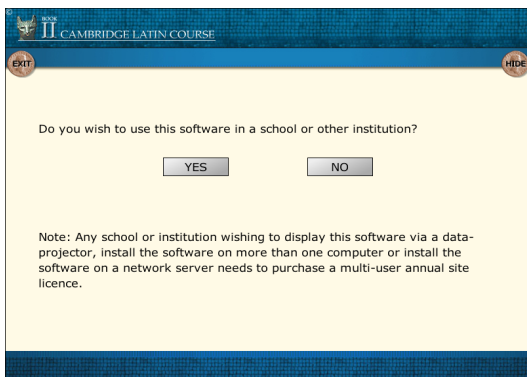 BOOK
II CAMBRIDGE LATIN COURSE
EXIT
HIDE
Do you wish to use this software in a school or other institution?
YES
NO
Note: Any school or institution wishing to display this software via a data-
projector, install the software on more than one computer or install the
software on a network server needs to purchase a multi-user annual site
licence.